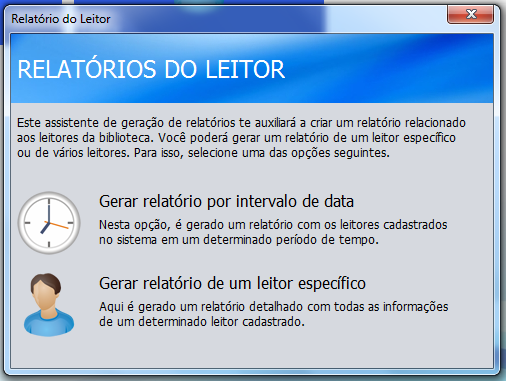 Relatório do Leitor
RELATÓRIOS DO LEITOR
Este assistente de geração de relatórios te auxiliará a criar um relatório relacionado
aos leitores da biblioteca. Você poderá gerar um relatório de um leitor específico
ou de vários leitores. Para isso, selecione uma das opções seguintes.
Gerar relatório por intervalo de data
Nesta opção, é gerado um relatório com os leitores cadastrados
no sistema em um determinado período de tempo.
Gerar relatório de um leitor específico
Aqui é gerado um relatório detalhado com todas as informações
de um determinado leitor cadastrado.